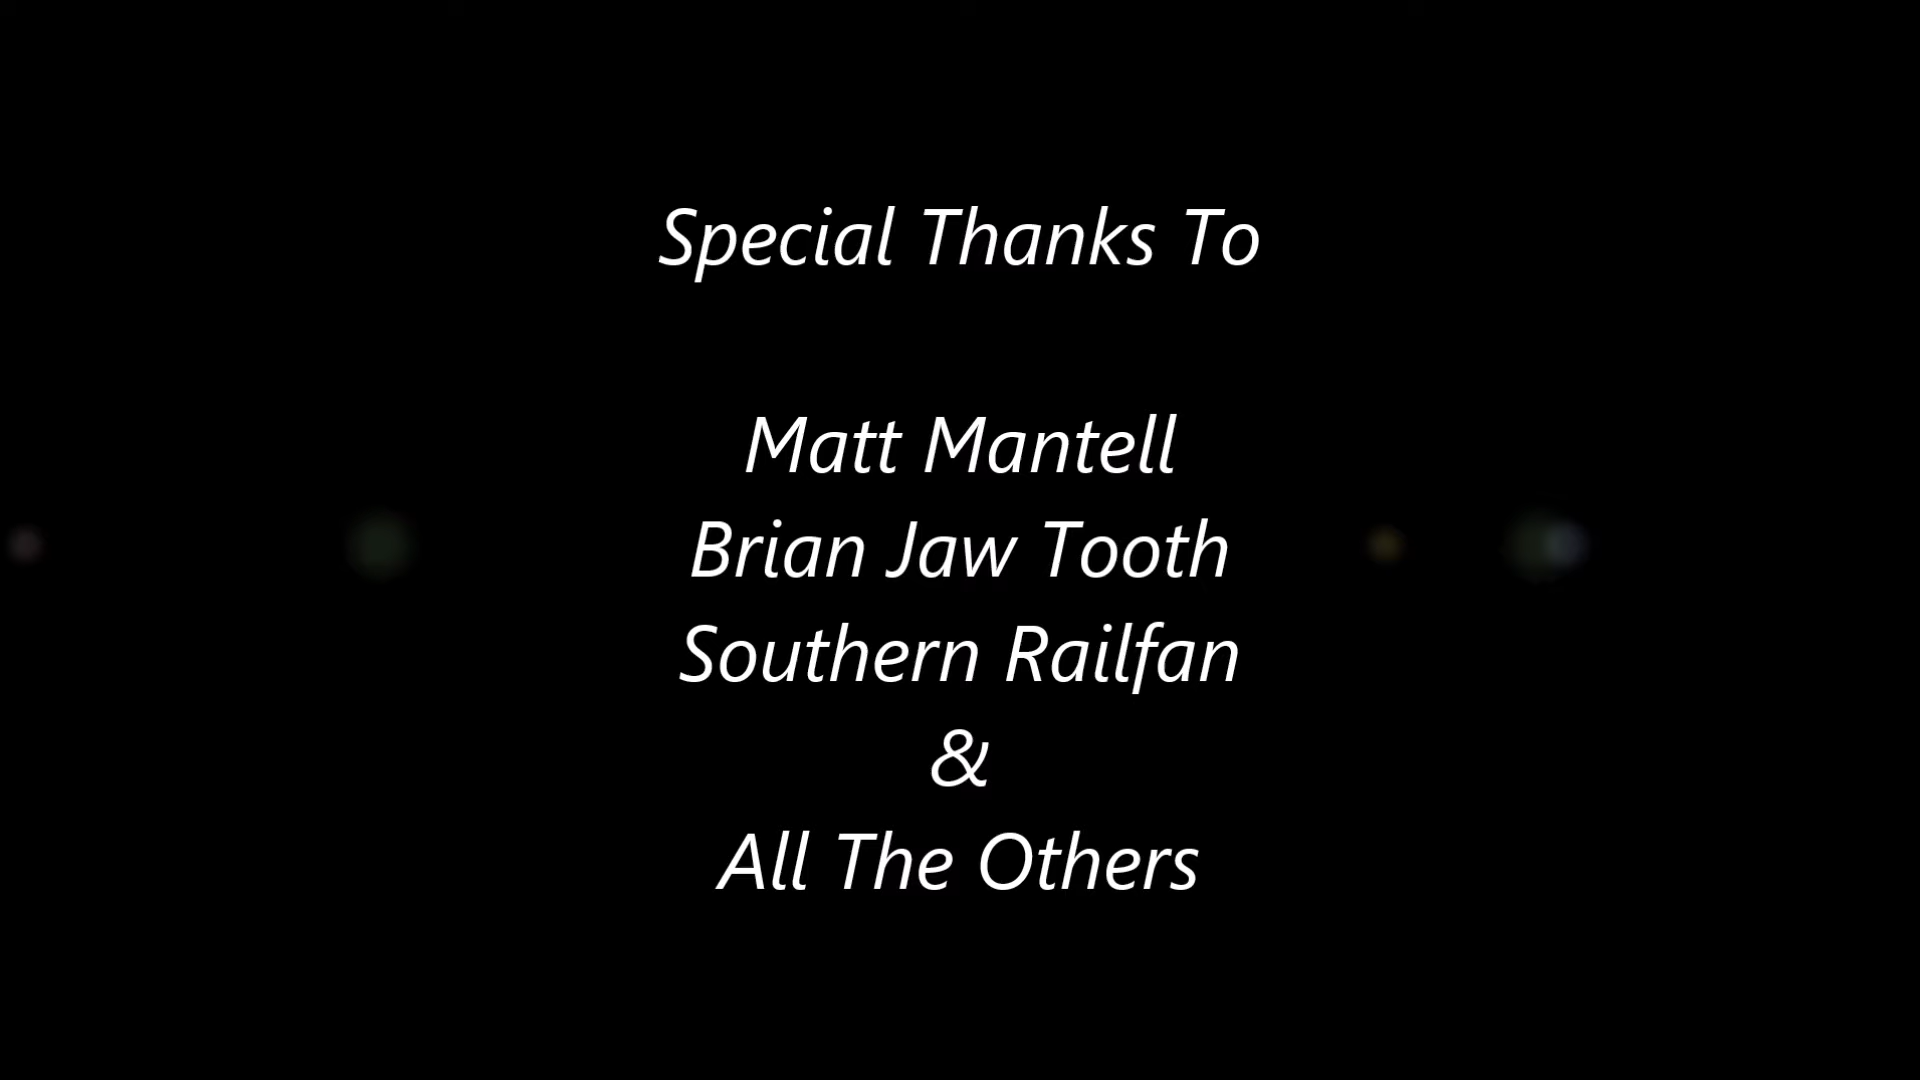 Special Thanks To
Matt Mantell
Brian Jaw Tooth
Southern Railfan
&
All The Others